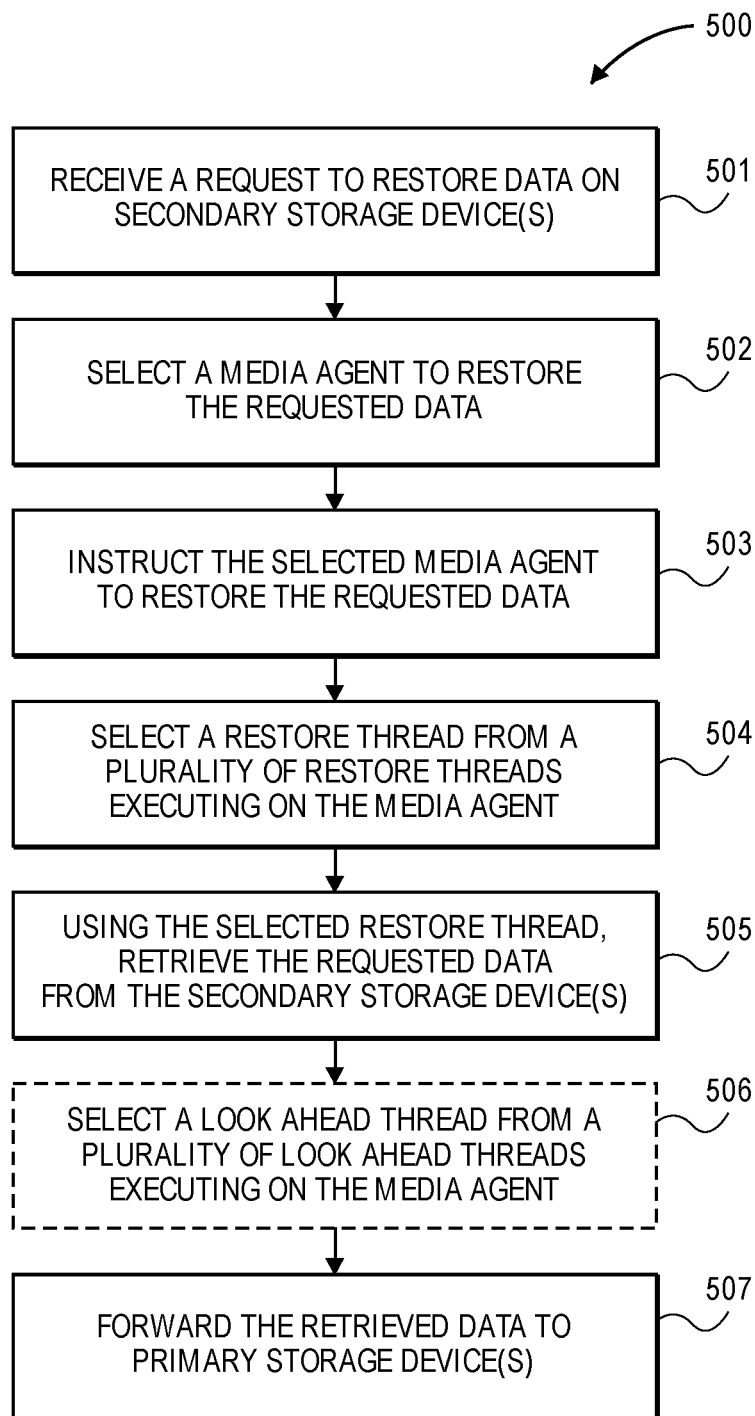 500
RECEIVE A REQUEST TO RESTORE DATA ON
SECONDARY STORAGE DEVICE(S)
501
SELECT A MEDIA AGENT TO RESTORE
THE REQUESTED DATA
502
INSTRUCT THE SELECTED MEDIA AGENT
TO RESTORE THE REQUESTED DATA
503
SELECT A RESTORE THREAD FROM A
PLURALITY OF RESTORE THREADS
EXECUTING ON THE MEDIA AGENT
504
USING THE SELECTED RESTORE THREAD,
RETRIEVE THE REQUESTED DATA
FROM THE SECONDARY STORAGE DEVICE(S)
505
SELECT A LOOK AHEAD THREAD FROM A
PLURALITY OF LOOK AHEAD THREADS
EXECUTING ON THE MEDIA AGENT
506
FORWARD THE RETRIEVED DATA TO
PRIMARY STORAGE DEVICE(S)
507